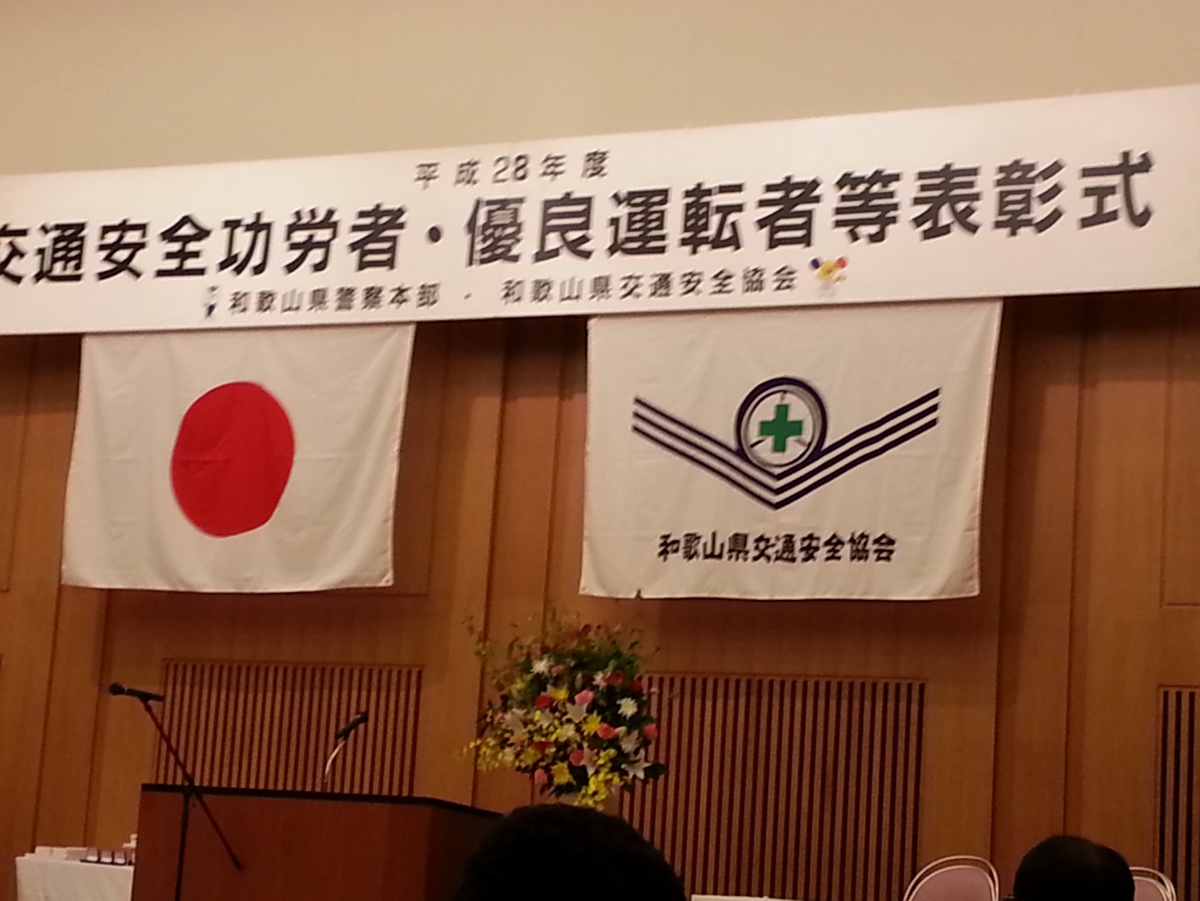 平成28年度
交通安全功労者・優良運転者等表彰式
和歌山県警察本部 ・ 和歌山県交通安全協会
和歌山県交通安全協会